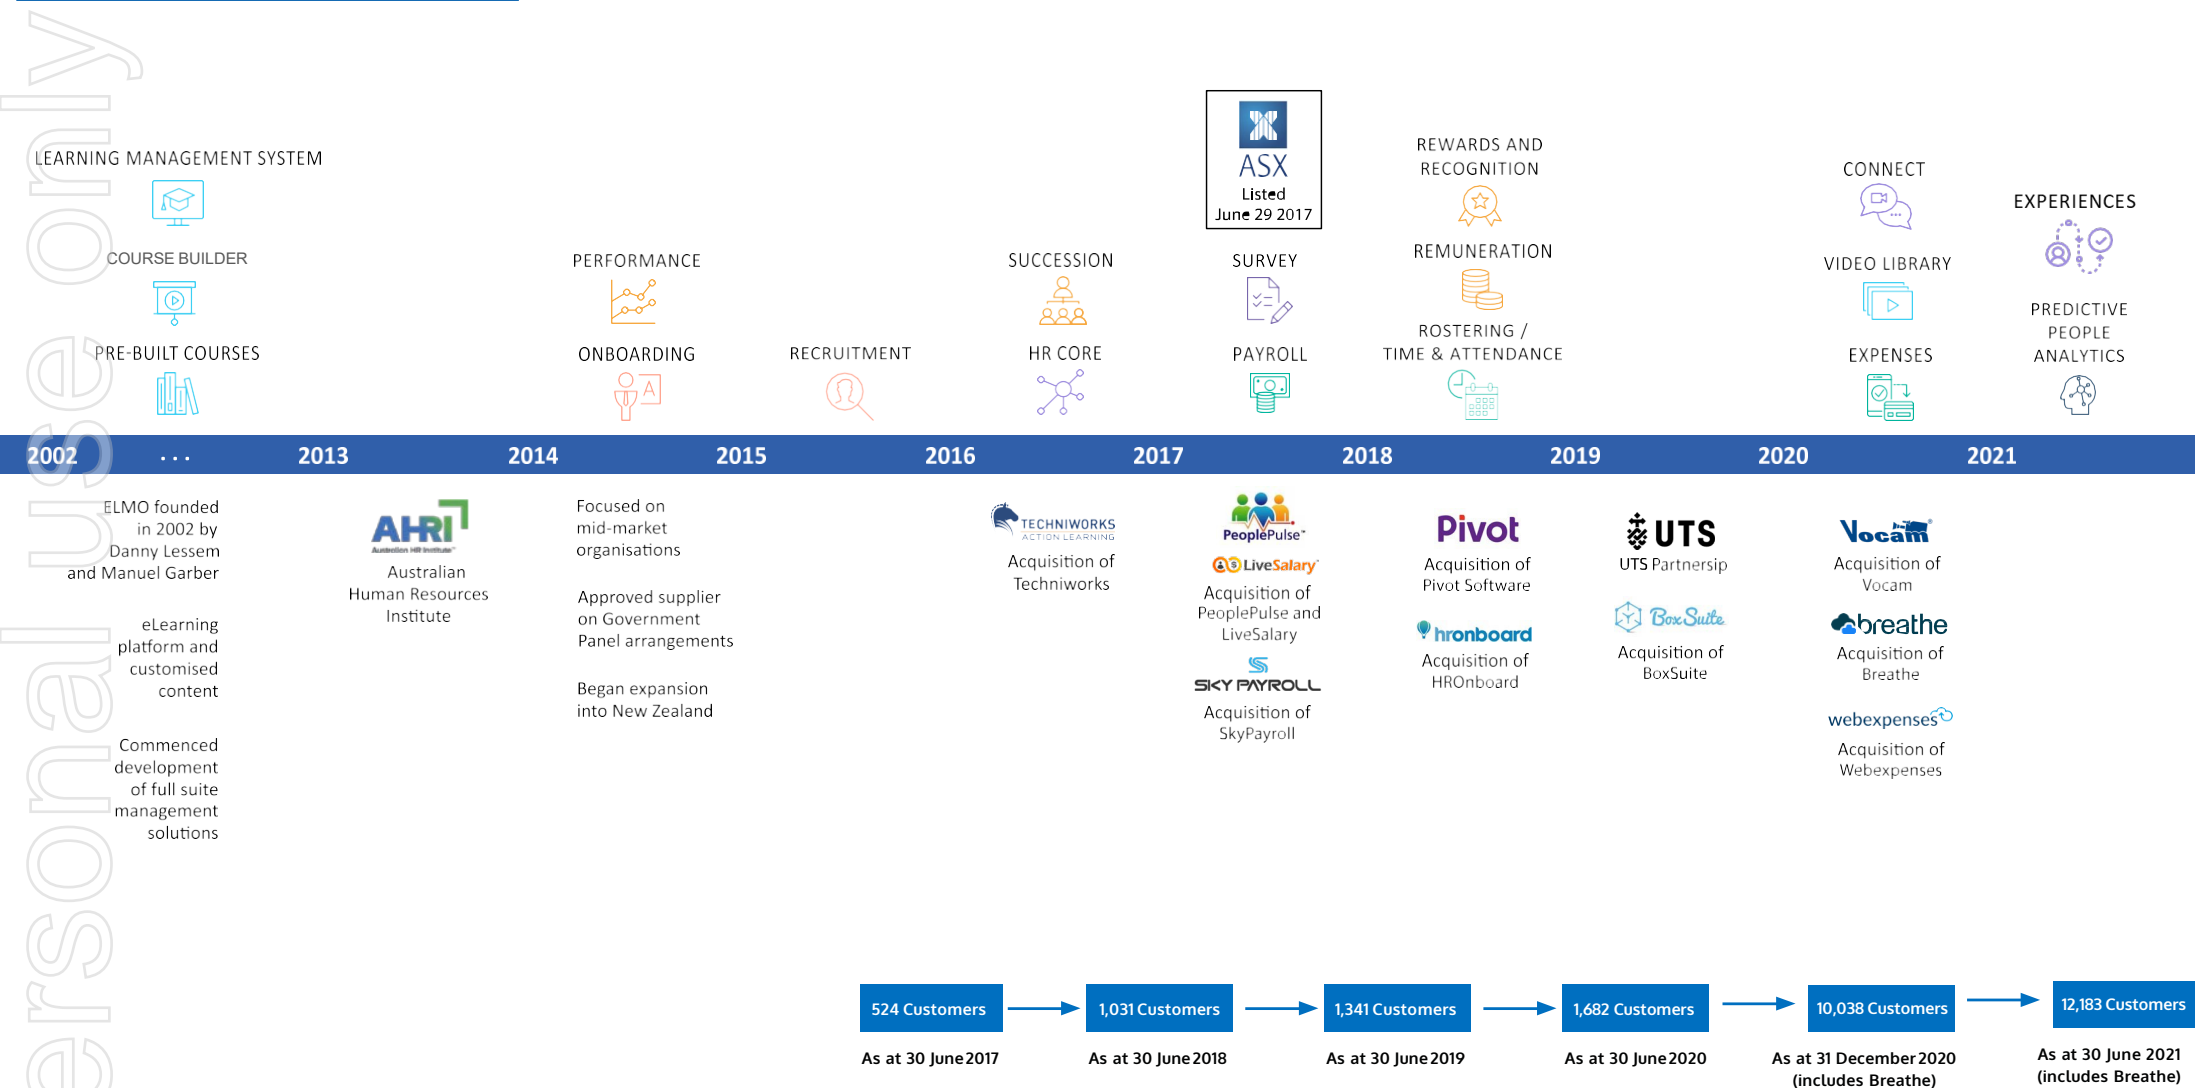 ersonal use only
LEARNING MANAGEMENT SYSTEM
COURSE BUILDER
PRE-BUILT COURSES
PERFORMANCE
ONBOARDING
RECRUITMENT
SUCCESSION
HR CORE
ASX
Listed
June 29 2017
SURVEY
PAYROLL
REWARDS AND
RECOGNITION
REMUNERATION
ROSTERING /
TIME & ATTENDANCE
CONNECT
VIDEO LIBRARY
EXPENSES
EXPERIENCES
PREDICTIVE
PEOPLE
ANALYTICS
2002 ... 2013 2014 2015 2016 2017 2018 2019 2020 2021
ELMO founded
in 2002 by
Danny Lessem
and Manuel Garber
eLearning
platform and
customised
content
Commenced
development
of full suite
management
solutions
AHRI
Australian HR Institute™
Australian
Human Resources
Institute
Focused on
mid-market
organisations
Approved supplier
on Government
Panel arrangements
Began expansion
into New Zealand
TECHNIWORKS
ACTION LEARNING
Acquisition of
Techniworks
PeoplePulse™
LiveSalary
Acquisition of
PeoplePulse and
LiveSalary
SKY PAYROLL
Acquisition of
SkyPayroll
Pivot
Acquisition of
Pivot Software
hronboard
Acquisition of
HROnboard
UTS
UTS Partnersip
BoxSuite
Acquisition of
BoxSuite
Vocam
Acquisition of
Vocam
breathe
Acquisition of
Breathe
webexpenses
Acquisition of
Webexpenses
524 Customers
As at 30 June 2017
1,031 Customers
As at 30 June 2018
1,341 Customers
As at 30 June 2019
1,682 Customers
As at 30 June 2020
10,038 Customers
As at 31 December 2020
(includes Breathe)
12,183 Customers
As at 30 June 2021
(includes Breathe)